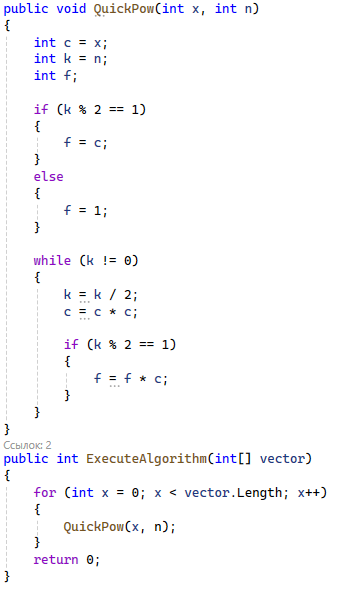 public void QuickPow(int x, int n)
{
    int c = x;
    int k = n;
    int f;

    if (k % 2 == 1)
    {
        f = c;
    }
    else
    {
        f = 1;
    }

    while (k != 0)
    {
        k = k / 2;
        c = c * c;

        if (k % 2 == 1)
        {
            f = f * c;
        }
    }
}
Ссылок: 2
public int ExecuteAlgorithm(int[] vector)
{
    for (int x = 0; x < vector.Length; x++)
    {
        QuickPow(x, n);
    }
    return 0;
}